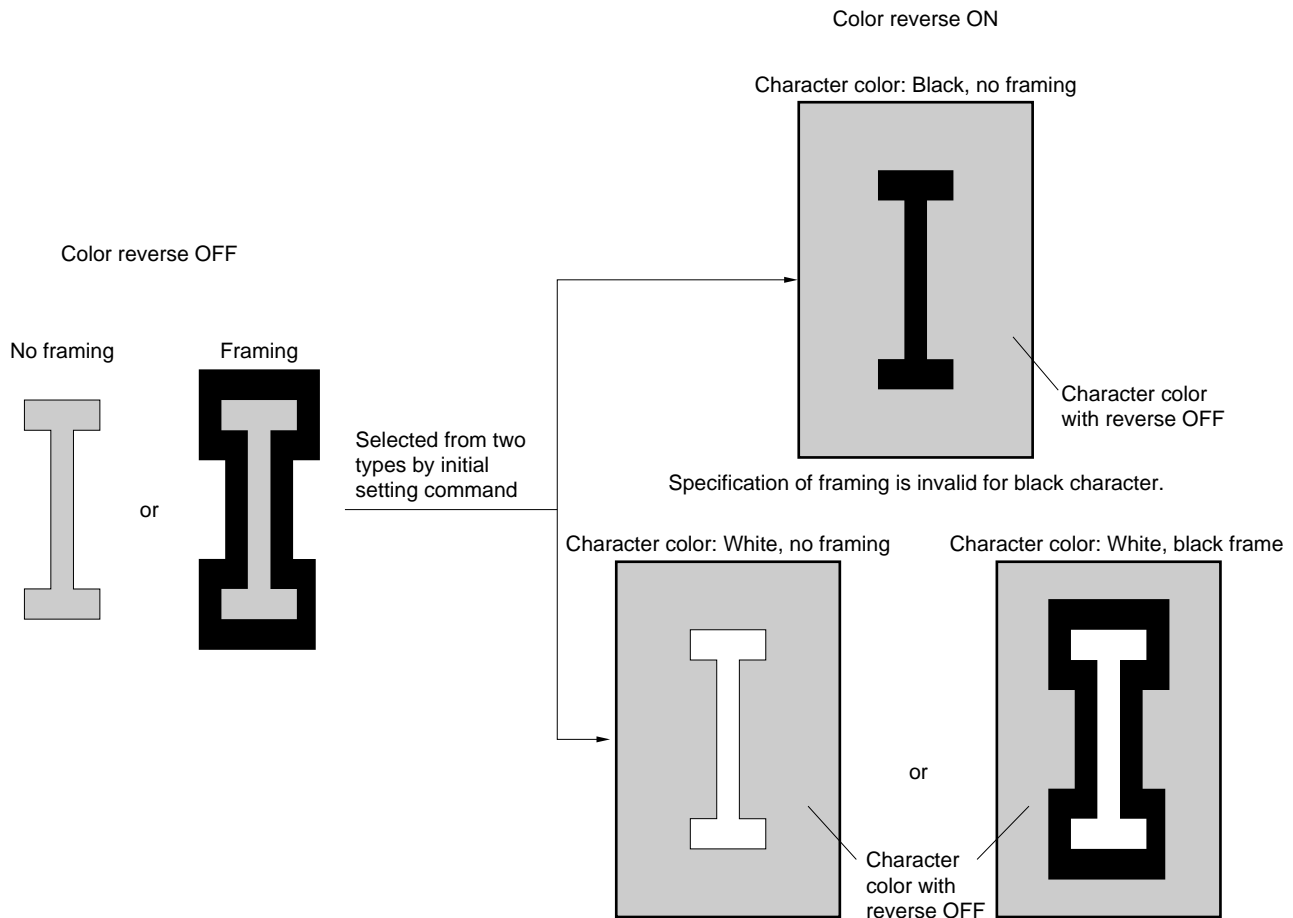 Color reverse ON
Character color: Black, no framing
Color reverse OFF
No framing
Framing
Character color
with reverse OFF
Selected from two
types by initial
setting command
Specification of framing is invalid for black character.
or
Character color: White, no framing
Character color: White, black frame
or
Character
color with
reverse OFF